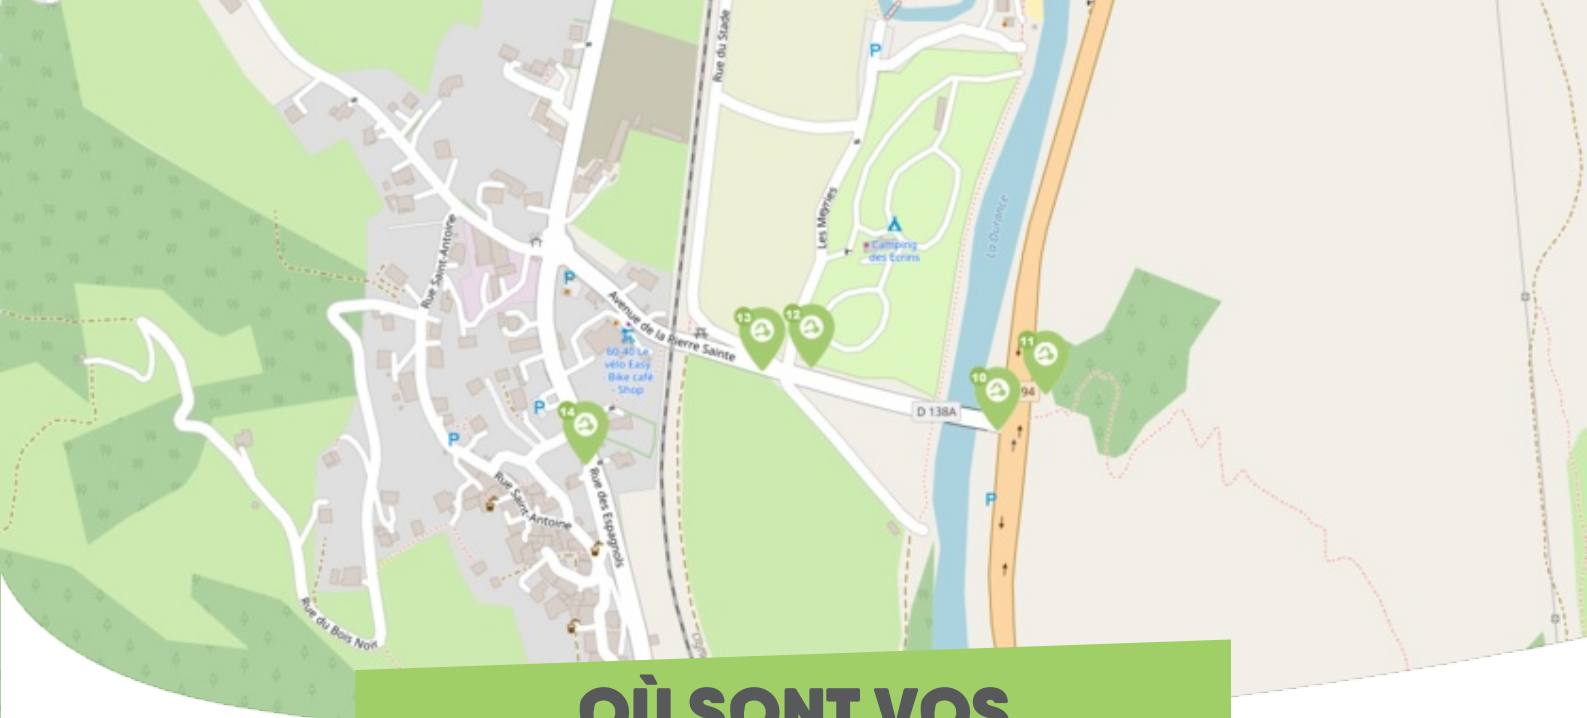 Rue du Stade
P
Les Meyries
La Durance
Camping
des Ecrins
Rue Saint-Antoine
P
Avenue de la Pierre Sainte
13
12
11
60-40 Le
vélo Easy
- Bike café
- Shop
10
94
D 138A
P
14
P
Rue Saint-Antoine
Rue des Espagnols
P
Rue du Bois Noir
OÙ SONT VOS